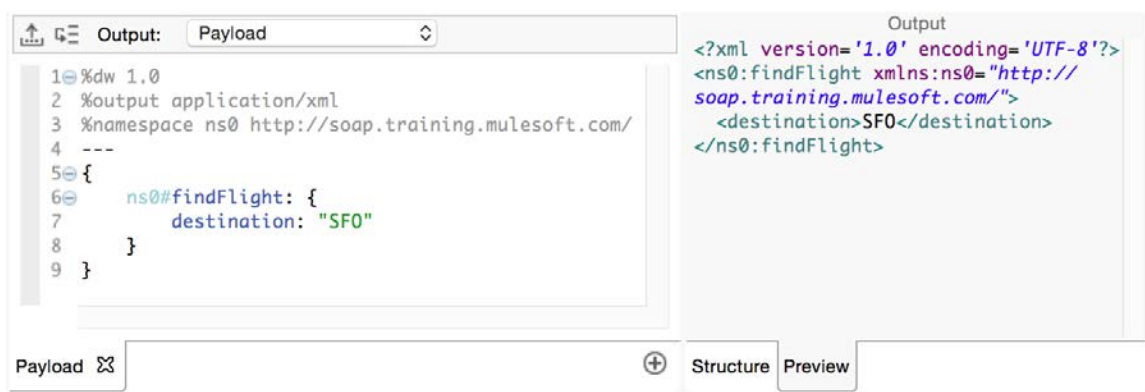 Output: Payload
1 %dw 1.0
2 %output application/xml
3 %namespace ns0 http://soap.training.mulesoft.com/
4 ---
5 {
6 ns0#findFlight: {
7 destination: "SFO"
8 }
9 }
Payload
Output
<?xml version='1.0' encoding='UTF-8'?>
<ns0:findFlight xmlns:ns0="http://
soap.training.mulesoft.com/">
<destination>SFO</destination>
</ns0:findFlight>
Structure Preview